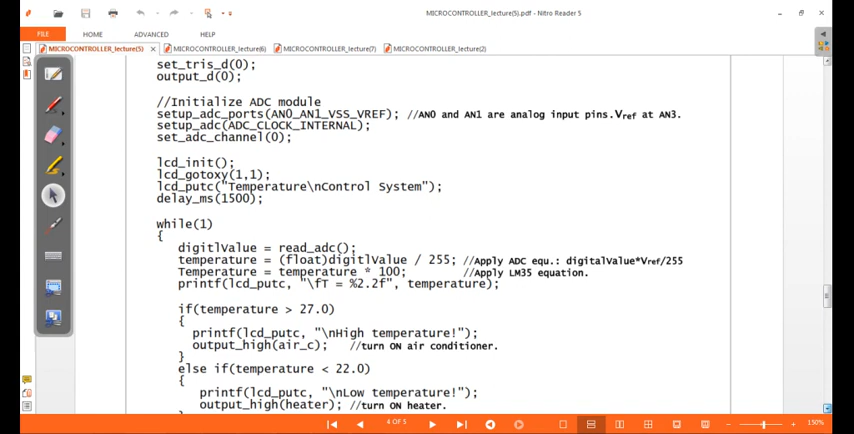 MICROCONTROLLER_lecture(5).pdf - Nitro Reader 5
FILE HOME ADVANCED HELP
MICROCONTROLLER_lecture(5) MICROCONTROLLER_lecture(6) MICROCONTROLLER_lecture(7) MICROCONTROLLER_lecture(2)
set_tris_d(0);
output_d(0);
//Initialize ADC module
setup_adc_ports(AN0_AN1_VSS_VREF); //AN0 and AN1 are analog input pins.Vref at AN3.
setup_adc(ADC_CLOCK_INTERNAL);
set_adc_channel(0);
lcd_init();
lcd_gotoxy(1,1);
lcd_putc("Temperature\nControl System");
delay_ms(1500);
while(1)
{
digitlValue = read_adc();
temperature = (float)digitlValue / 255; //Apply ADC equ.: digitalValue*Vref/255
Temperature = temperature * 100; //Apply LM35 equation.
printf(lcd_putc, "\fT = %2.2f", temperature);
if(temperature > 27.0)
{
printf(lcd_putc, "\nHigh temperature!");
output_high(air_c); //turn ON air conditioner.
}
else if(temperature < 22.0)
{
printf(lcd_putc, "\nLow temperature!");
output_high(heater); //turn ON heater.
4 OF 5
150%